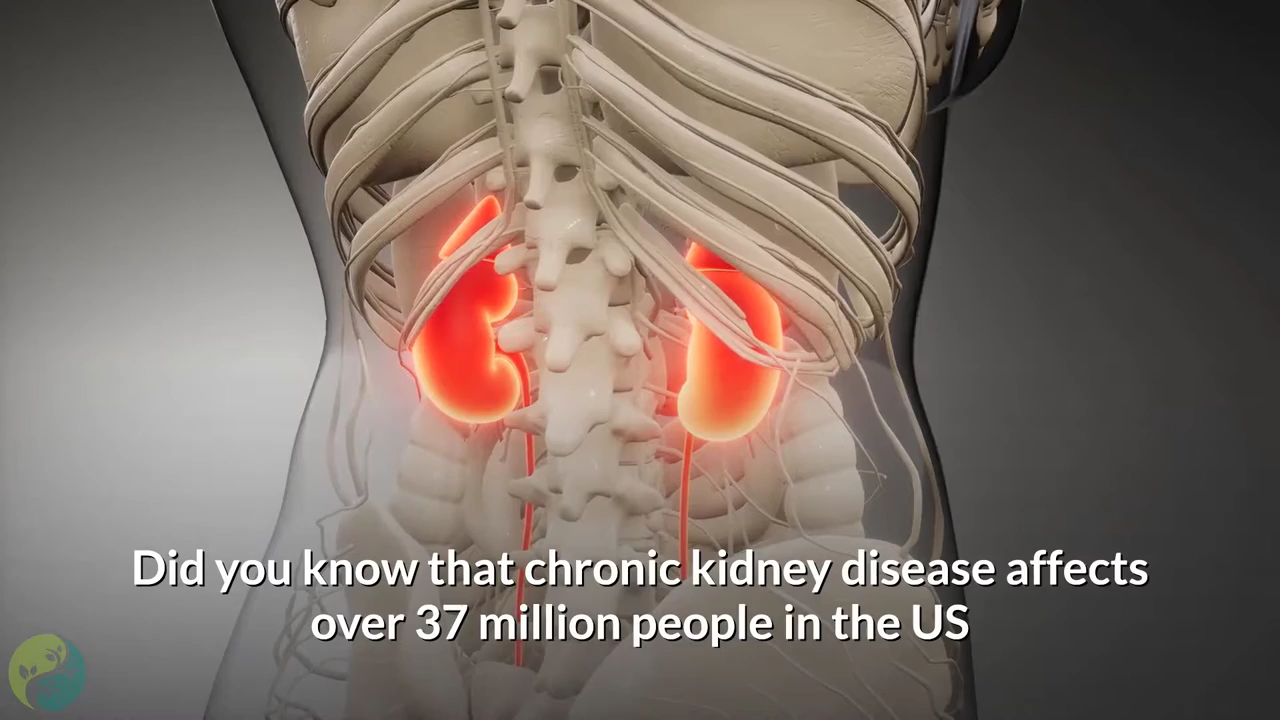 Did you know that chronic kidney disease affects
over 37 million people in the US